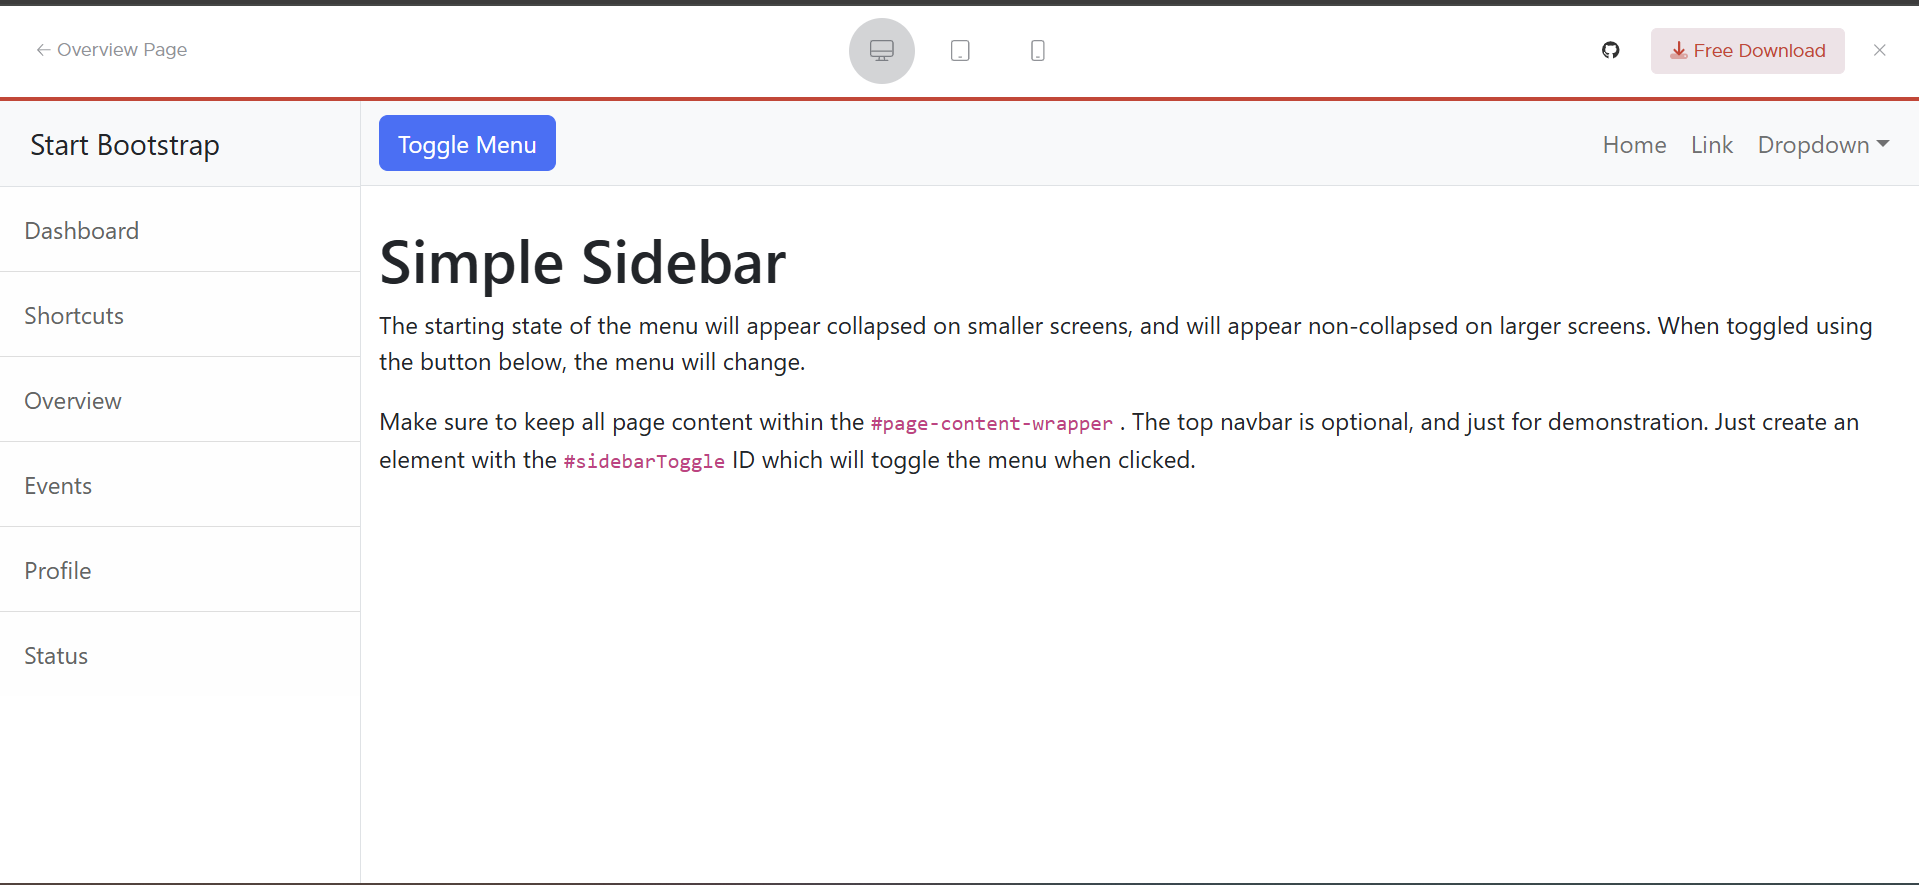 Overview Page
Free Download
Start Bootstrap
Toggle Menu
Home Link Dropdown
Dashboard
Shortcuts
Overview
Events
Profile
Status
Simple Sidebar
The starting state of the menu will appear collapsed on smaller screens, and will appear non-collapsed on larger screens. When toggled using
the button below, the menu will change.
Make sure to keep all page content within the #page-content-wrapper . The top navbar is optional, and just for demonstration. Just create an
element with the #sidebarToggle ID which will toggle the menu when clicked.